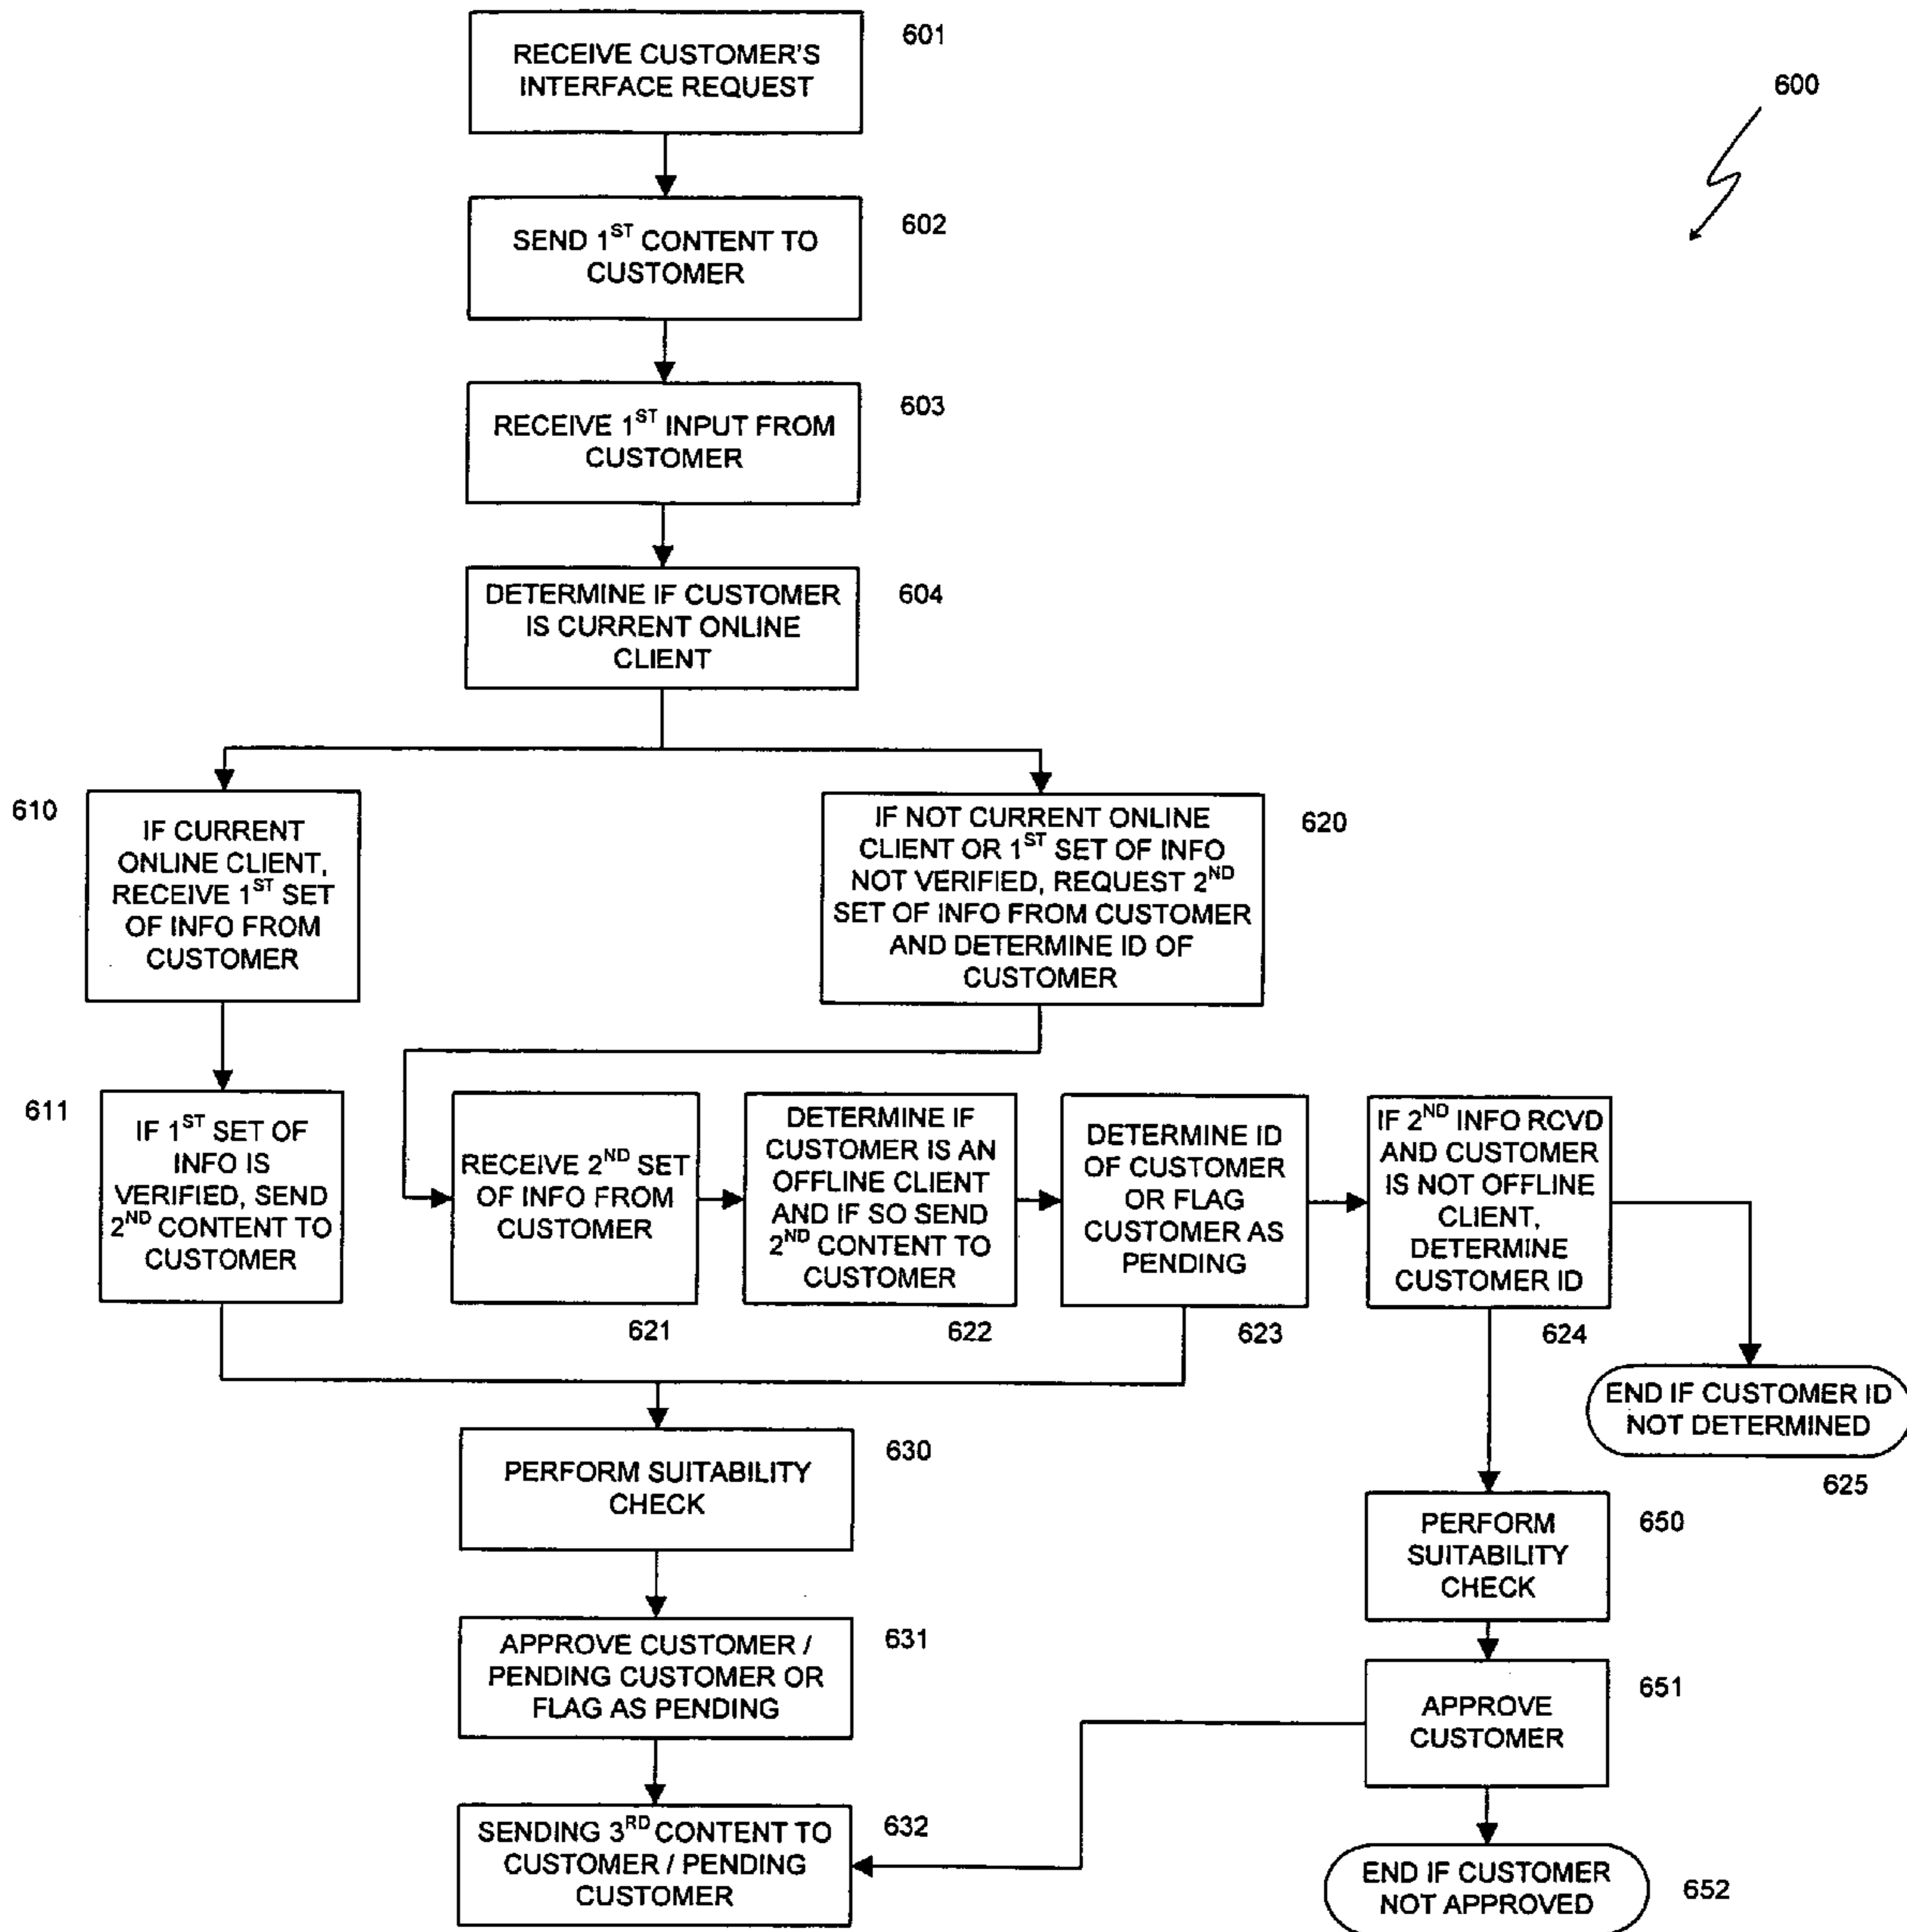 RECEIVE CUSTOMER'S
INTERFACE REQUEST
601
600
SEND 1ST CONTENT TO
CUSTOMER
602
RECEIVE 1ST INPUT FROM
CUSTOMER
603
DETERMINE IF CUSTOMER
IS CURRENT ONLINE
CLIENT
604
610
IF CURRENT
ONLINE CLIENT,
RECEIVE 1ST SET
OF INFO FROM
CUSTOMER
IF NOT CURRENT ONLINE
CLIENT OR 1ST SET OF INFO
NOT VERIFIED, REQUEST 2ND
SET OF INFO FROM CUSTOMER
AND DETERMINE ID OF
CUSTOMER
620
611
IF 1ST SET OF
INFO IS
VERIFIED, SEND
2ND CONTENT TO
CUSTOMER
RECEIVE 2ND SET
OF INFO FROM
CUSTOMER
621
DETERMINE IF
CUSTOMER IS AN
OFFLINE CLIENT
AND IF SO SEND
2ND CONTENT TO
CUSTOMER
622
DETERMINE ID
OF CUSTOMER
OR FLAG
CUSTOMER AS
PENDING
623
IF 2ND INFO RCVD
AND CUSTOMER
IS NOT OFFLINE
CLIENT,
DETERMINE
CUSTOMER ID
624
END IF CUSTOMER ID
NOT DETERMINED
625
PERFORM SUITABILITY
CHECK
630
PERFORM
SUITABILITY
CHECK
650
APPROVE CUSTOMER /
PENDING CUSTOMER OR
FLAG AS PENDING
631
APPROVE
CUSTOMER
651
SENDING 3RD CONTENT TO
CUSTOMER / PENDING
CUSTOMER
632
END IF CUSTOMER
NOT APPROVED
652